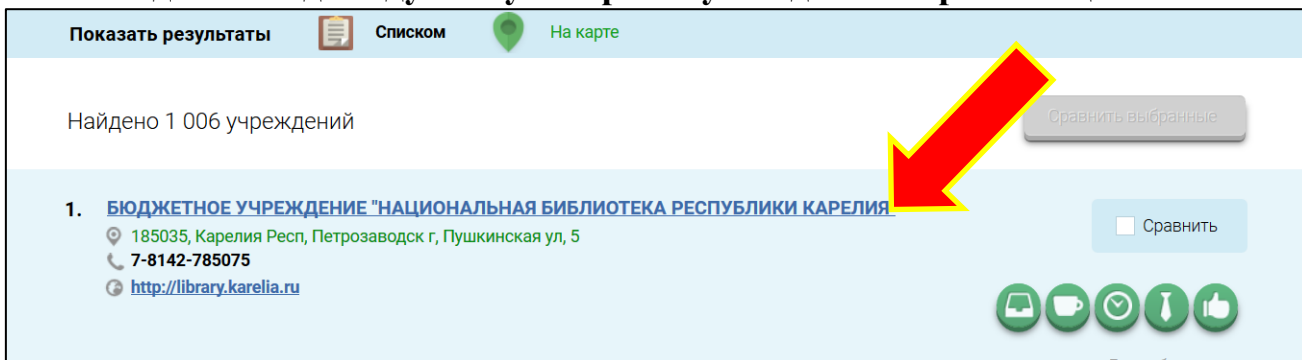 Показать результаты Списком На карте
Найдено 1 006 учреждений
Сравнить выбранные
1. БЮДЖЕТНОЕ УЧРЕЖДЕНИЕ "НАЦИОНАЛЬНАЯ БИБЛИОТЕКА РЕСПУБЛИКИ КАРЕЛИЯ"
185035, Карелия Респ, Петрозаводск г, Пушкинская ул, 5
Сравнить
7-8142-785075
http://library.karelia.ru